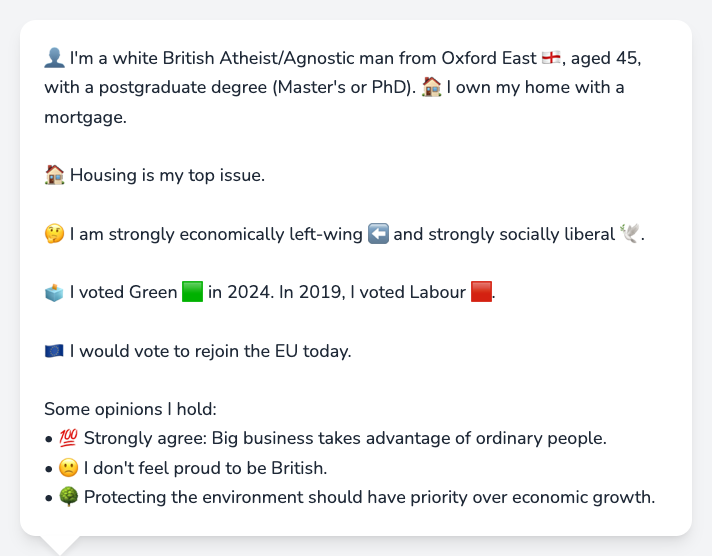 👤 I'm a white British Atheist/Agnostic man from Oxford East 🏴󠁧󠁢󠁥󠁮󠁧󠁿, aged 45,
with a postgraduate degree (Master's or PhD). 🏠 I own my home with a
mortgage.
🏠 Housing is my top issue.
🤔 I am strongly economically left-wing ⬅️ and strongly socially liberal 🕊️.
🗳️ I voted Green 🟩 in 2024. In 2019, I voted Labour 🟥.
🇪🇺 I would vote to rejoin the EU today.
Some opinions I hold:
• 💯 Strongly agree: Big business takes advantage of ordinary people.
• 🙁 I don't feel proud to be British.
• 🌳 Protecting the environment should have priority over economic growth.